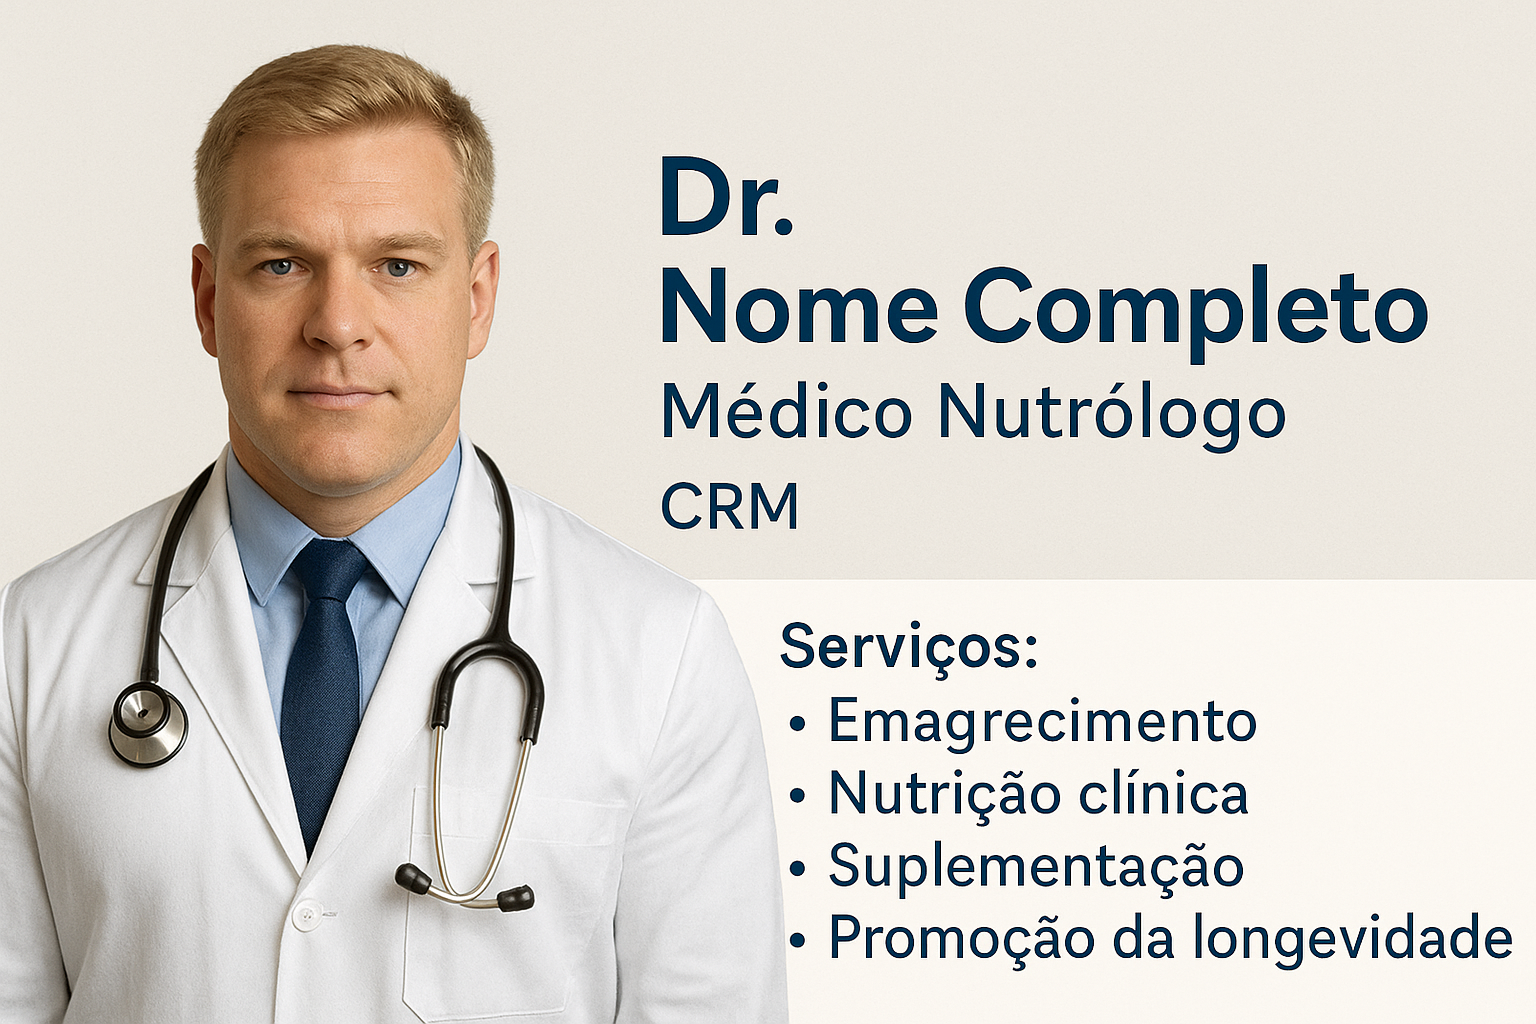 Dr.
Nome Completo
Médico Nutrólogo
CRM
Serviços:
• Emagrecimento
• Nutrição clínica
• Suplementação
• Promoção da longevidade